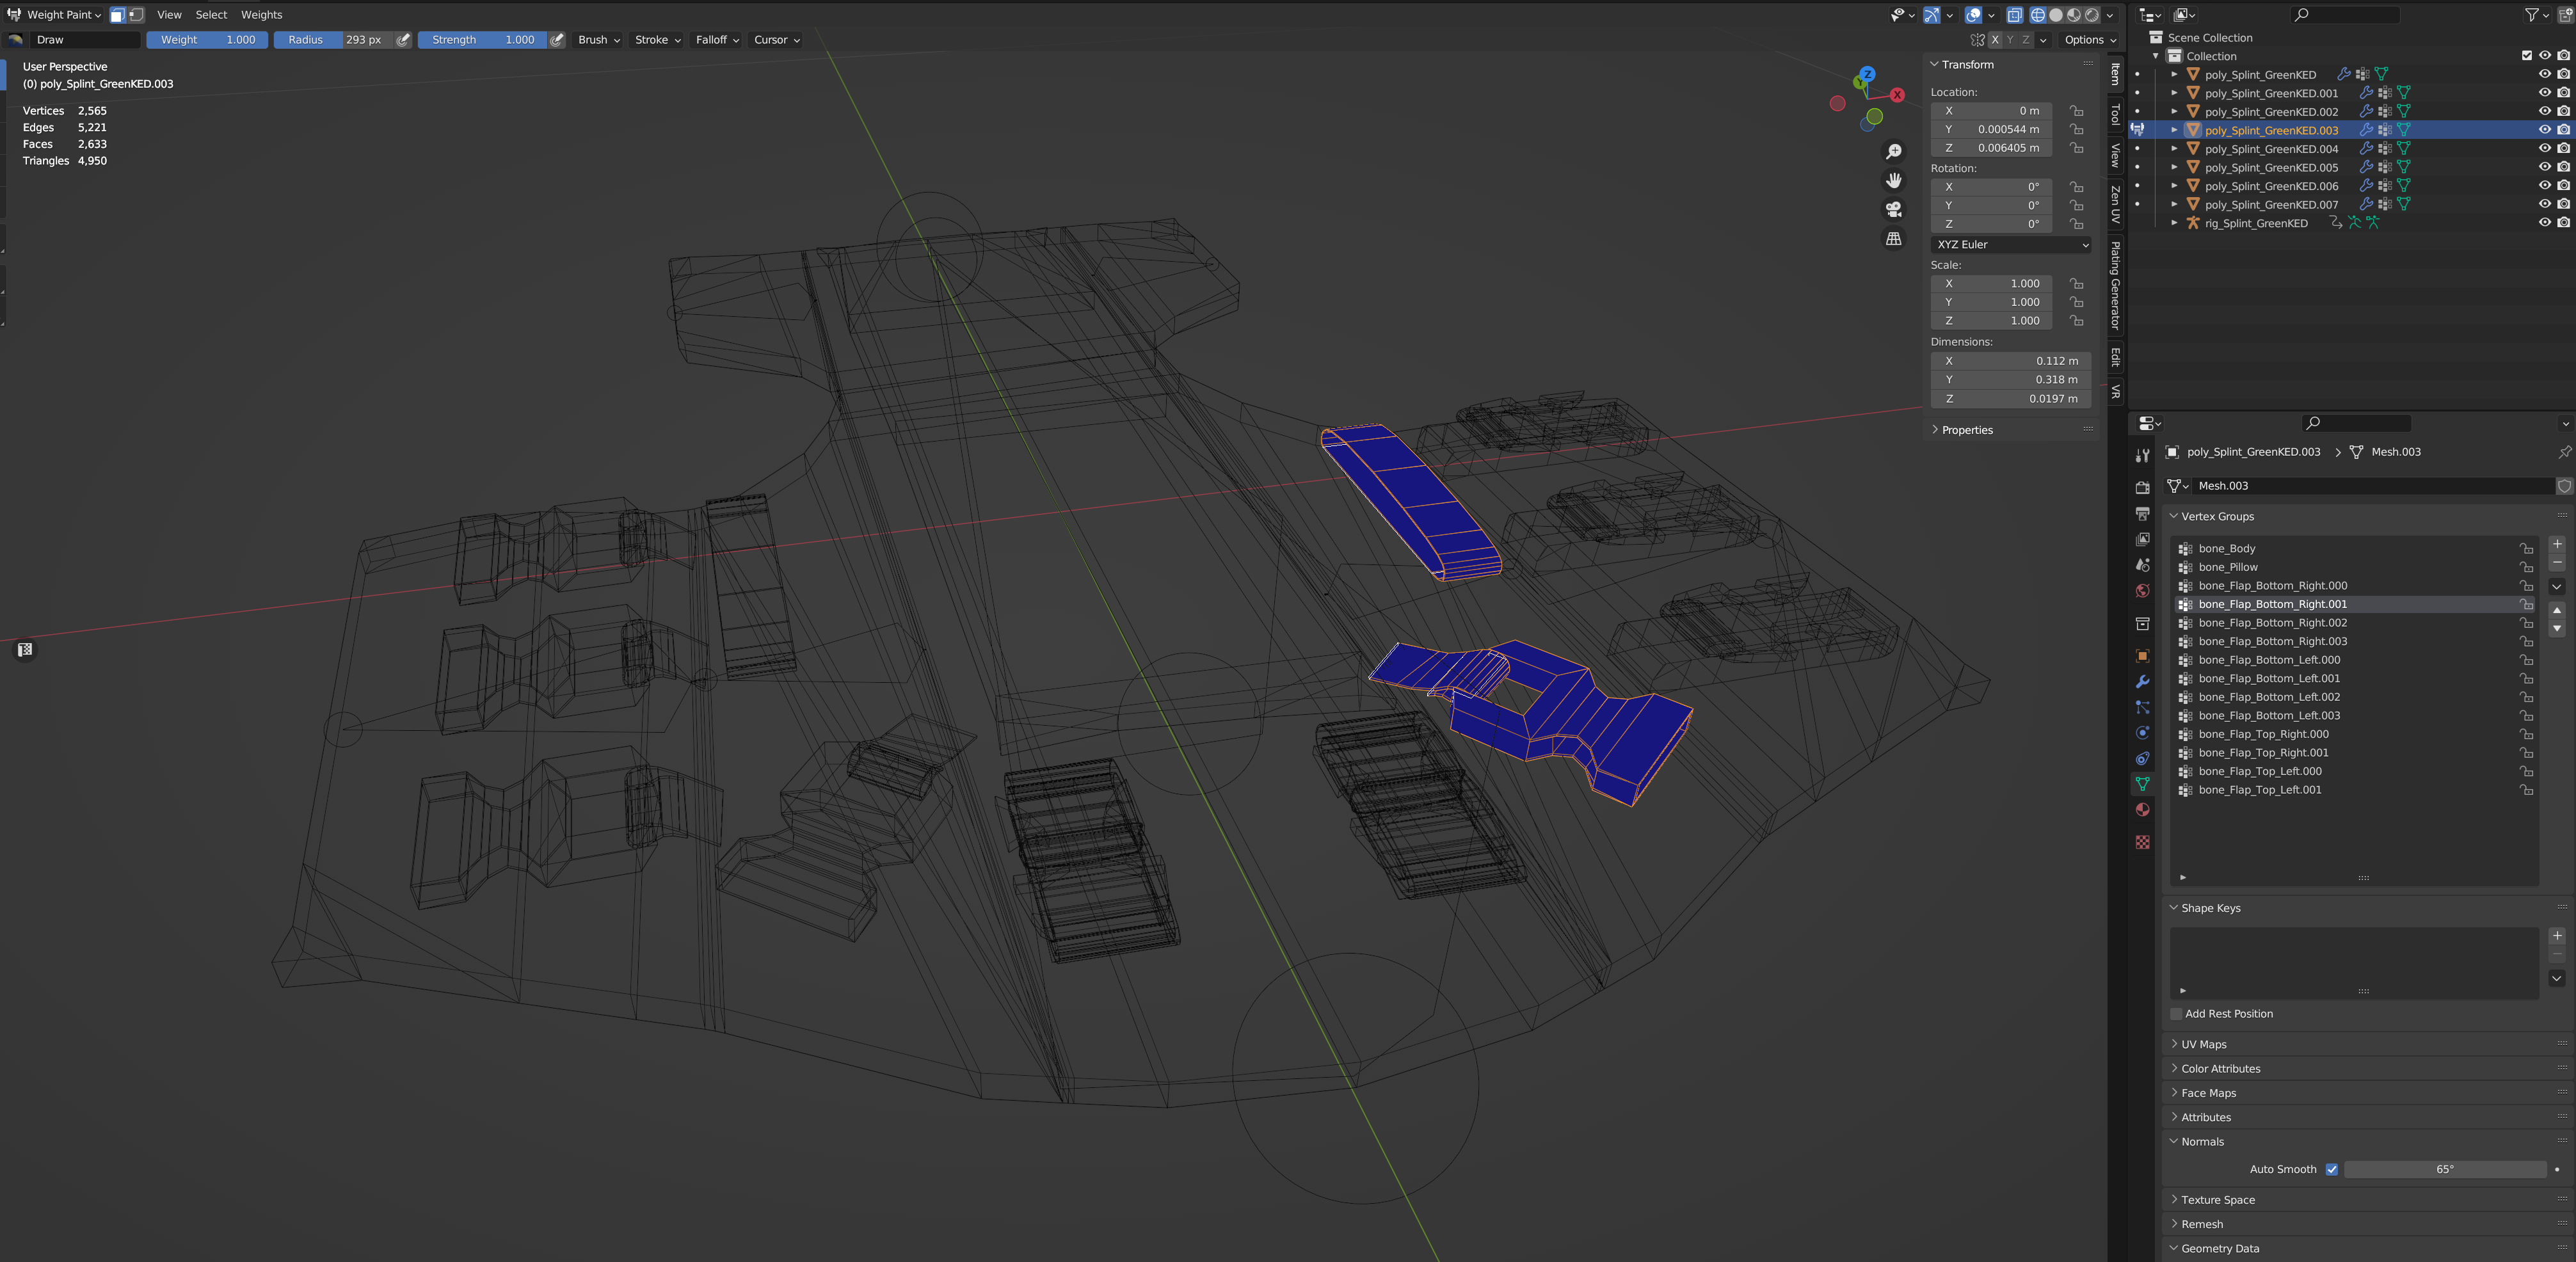 Weight Paint View Select Weights
Draw Weight 1.000 Radius 293 px Strength 1.000 Brush Stroke Falloff Cursor X Y Z Options
User Perspective
(0) poly_Splint_GreenKED.003
Vertices 2,565
Edges 5,221
Faces 2,633
Triangles 4,950
Z
Y
X
Transform
Location:
X 0 m
Y 0.000544 m
Z 0.006405 m
Rotation:
X 0°
Y 0°
Z 0°
XYZ Euler
Scale:
X 1.000
Y 1.000
Z 1.000
Dimensions:
X 0.112 m
Y 0.318 m
Z 0.0197 m
Properties
Item
Tool
View
Zen UV
Plating Generator
Edit
VR
Scene Collection
Collection
poly_Splint_GreenKED
poly_Splint_GreenKED.001
poly_Splint_GreenKED.002
poly_Splint_GreenKED.003
poly_Splint_GreenKED.004
poly_Splint_GreenKED.005
poly_Splint_GreenKED.006
poly_Splint_GreenKED.007
rig_Splint_GreenKED
poly_Splint_GreenKED.003 Mesh.003
Mesh.003
Vertex Groups
bone_Body
bone_Pillow
bone_Flap_Bottom_Right.000
bone_Flap_Bottom_Right.001
bone_Flap_Bottom_Right.002
bone_Flap_Bottom_Right.003
bone_Flap_Bottom_Left.000
bone_Flap_Bottom_Left.001
bone_Flap_Bottom_Left.002
bone_Flap_Bottom_Left.003
bone_Flap_Top_Right.000
bone_Flap_Top_Right.001
bone_Flap_Top_Left.000
bone_Flap_Top_Left.001
Shape Keys
Add Rest Position
UV Maps
Color Attributes
Face Maps
Attributes
Normals
Auto Smooth 65°
Texture Space
Remesh
Geometry Data